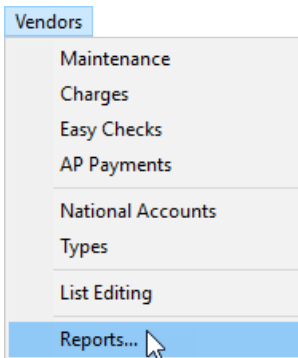 Vendors
Maintenance
Charges
Easy Checks
AP Payments
National Accounts
Types
List Editing
Reports...